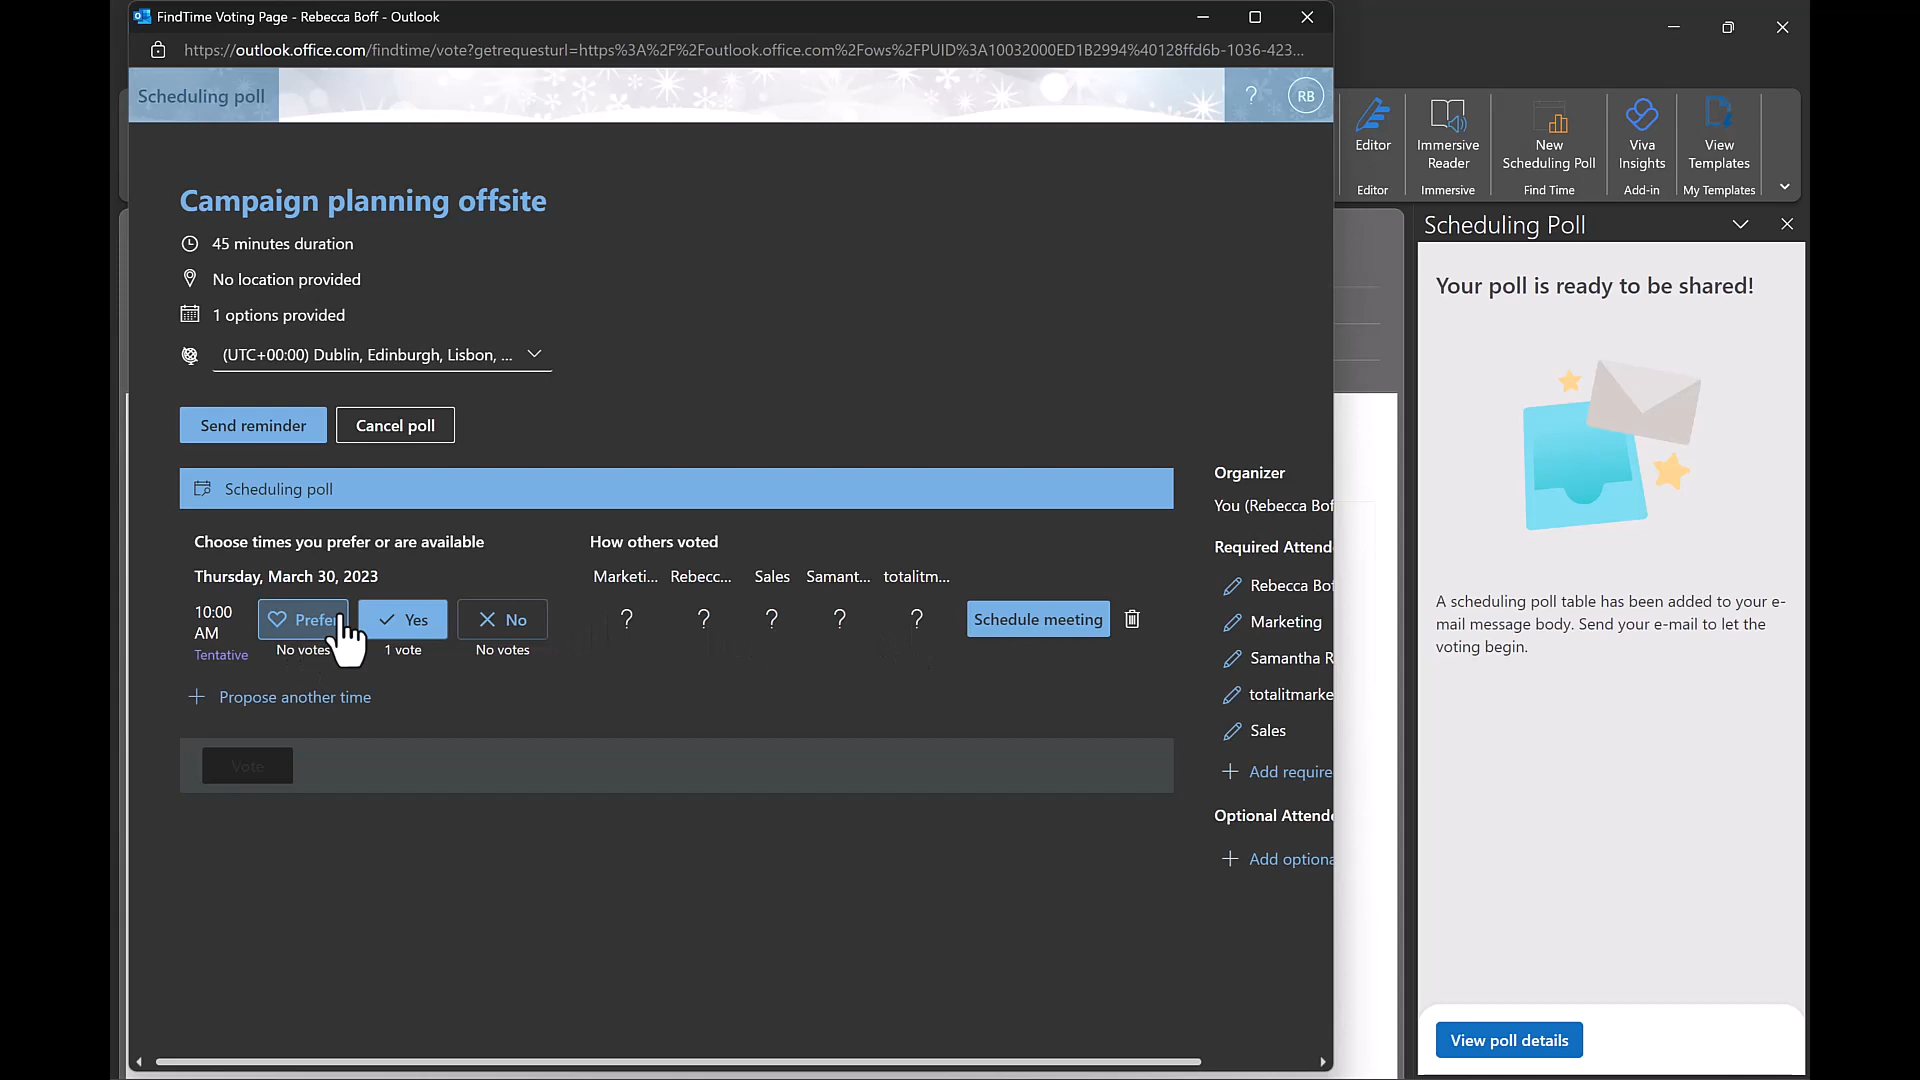 FindTime Voting Page - Rebecca Boff - Outlook
https://outlook.office.com/findtime/vote?getrequesturl=https%3A%2F%2Foutlook.office.com%2Fows%2FPUID%3A10032000ED1B2994%40128ffd6b-1036-423...
Scheduling poll
? RB
Campaign planning offsite
45 minutes duration
No location provided
1 options provided
(UTC+00:00) Dublin, Edinburgh, Lisbon, ...
Send reminder Cancel poll
Scheduling poll
Choose times you prefer or are available How others voted
Thursday, March 30, 2023 Marketi... Rebecc... Sales Samant... totalitm...
10:00 AM
Tentative
Prefer Yes No ? ? ? ? ? Schedule meeting
No votes 1 vote No votes
Propose another time
Vote
Organizer
You (Rebecca Bof
Required Attend
Rebecca Bof
Marketing
Samantha R
totalitmarke
Sales
Add require
Optional Attende
Add optiona
Editor
Editor
Immersive Reader
Immersive
New Scheduling Poll
Find Time
Viva Insights
Add-in
View Templates
My Templates
Scheduling Poll
Your poll is ready to be shared!
A scheduling poll table has been added to your e-
mail message body. Send your e-mail to let the
voting begin.
View poll details